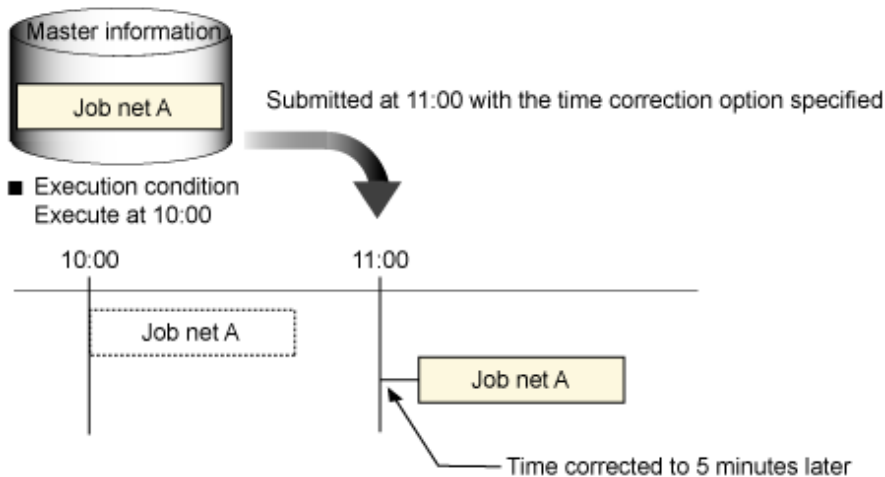 Master information
Job net A
Submitted at 11:00 with the time correction option specified
■ Execution condition
Execute at 10:00
10:00
11:00
Job net A
Job net A
Time corrected to 5 minutes later